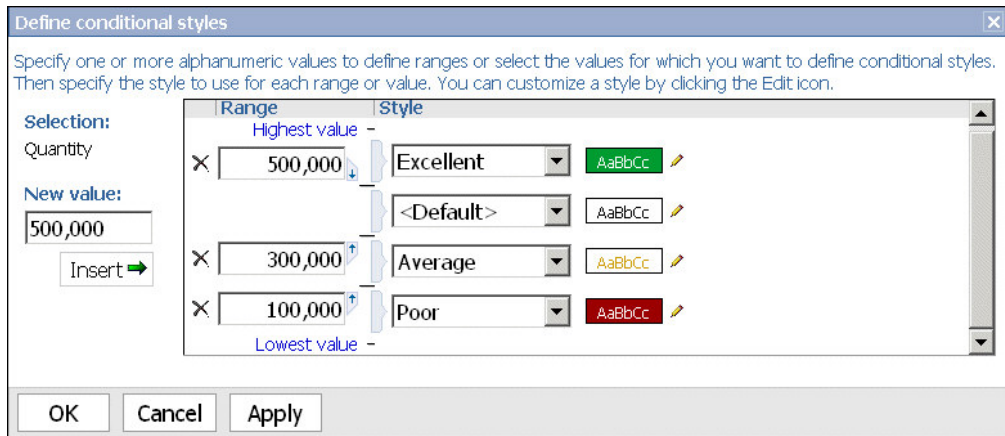 Define conditional styles
Specify one or more alphanumeric values to define ranges or select the values for which you want to define conditional styles.
Then specify the style to use for each range or value. You can customize a style by clicking the Edit icon.
Selection:
Quantity
New value:
500,000
Insert
Range Style
Highest value -
500,000 Excellent AaBbCc
<Default> AaBbCc
300,000 Average AaBbCc
100,000 Poor AaBbCc
Lowest value -
OK Cancel Apply